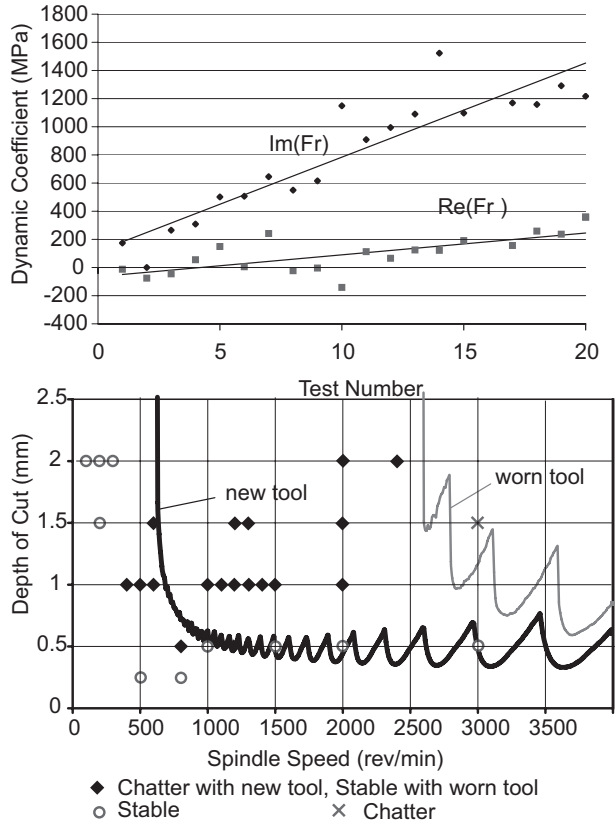 Dynamic Coefficient (MPa)
1800
1600
1400
1200
1000
800
600
400
200
0
-200
-400
Im(Fr)
Re(Fr )
0 5 10 15 20
Test Number
Depth of Cut (mm)
2.5
2
1.5
1
0.5
0
new tool
worn tool
500 1000 1500 2000 2500 3000 3500
Spindle Speed (rev/min)
Chatter with new tool, Stable with worn tool
Stable Chatter